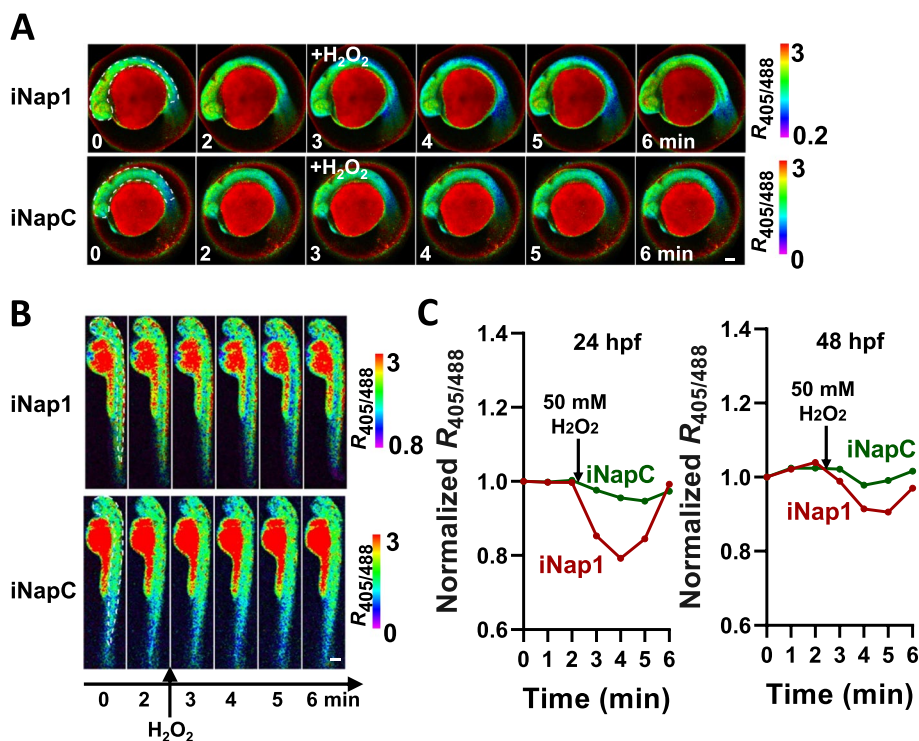 A
iNap1
0
2
+H₂O₂
3
4
5
6 min
3
R405/488
0.2
iNapC
0
2
+H₂O₂
3
4
5
6 min
3
R405/488
0
B
iNap1
3
R405/488
0.8
iNapC
3
R405/488
0
0 2 3 4 5 6 min
H₂O₂
C
Normalized R405/488
1.4
1.2
1.0
0.8
0.6
24 hpf
50 mM
H₂O₂
iNapC
iNap1
0 1 2 3 4 5 6
Time (min)
Normalized R405/488
1.4
1.2
1.0
0.8
0.6
48 hpf
50 mM
H₂O₂
iNapC
iNap1
0 1 2 3 4 5 6
Time (min)